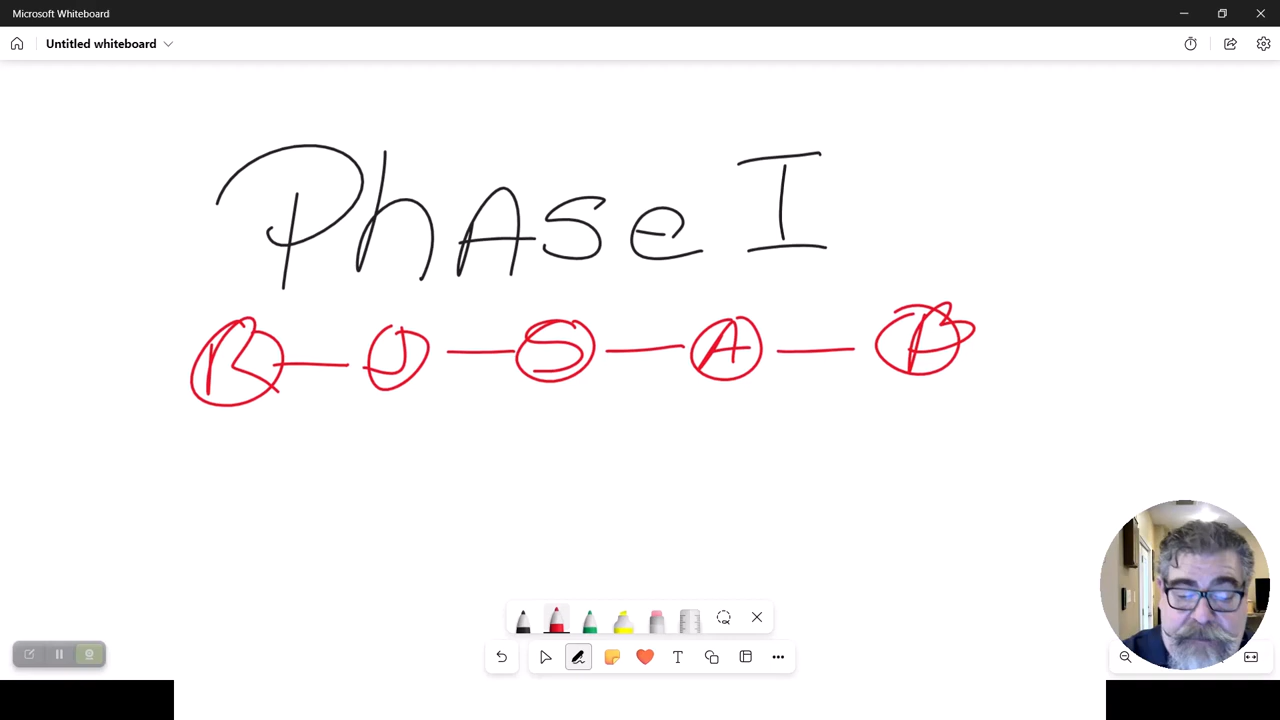 Microsoft Whiteboard
Untitled whiteboard
PhASe I
R — J — S — A — B
T